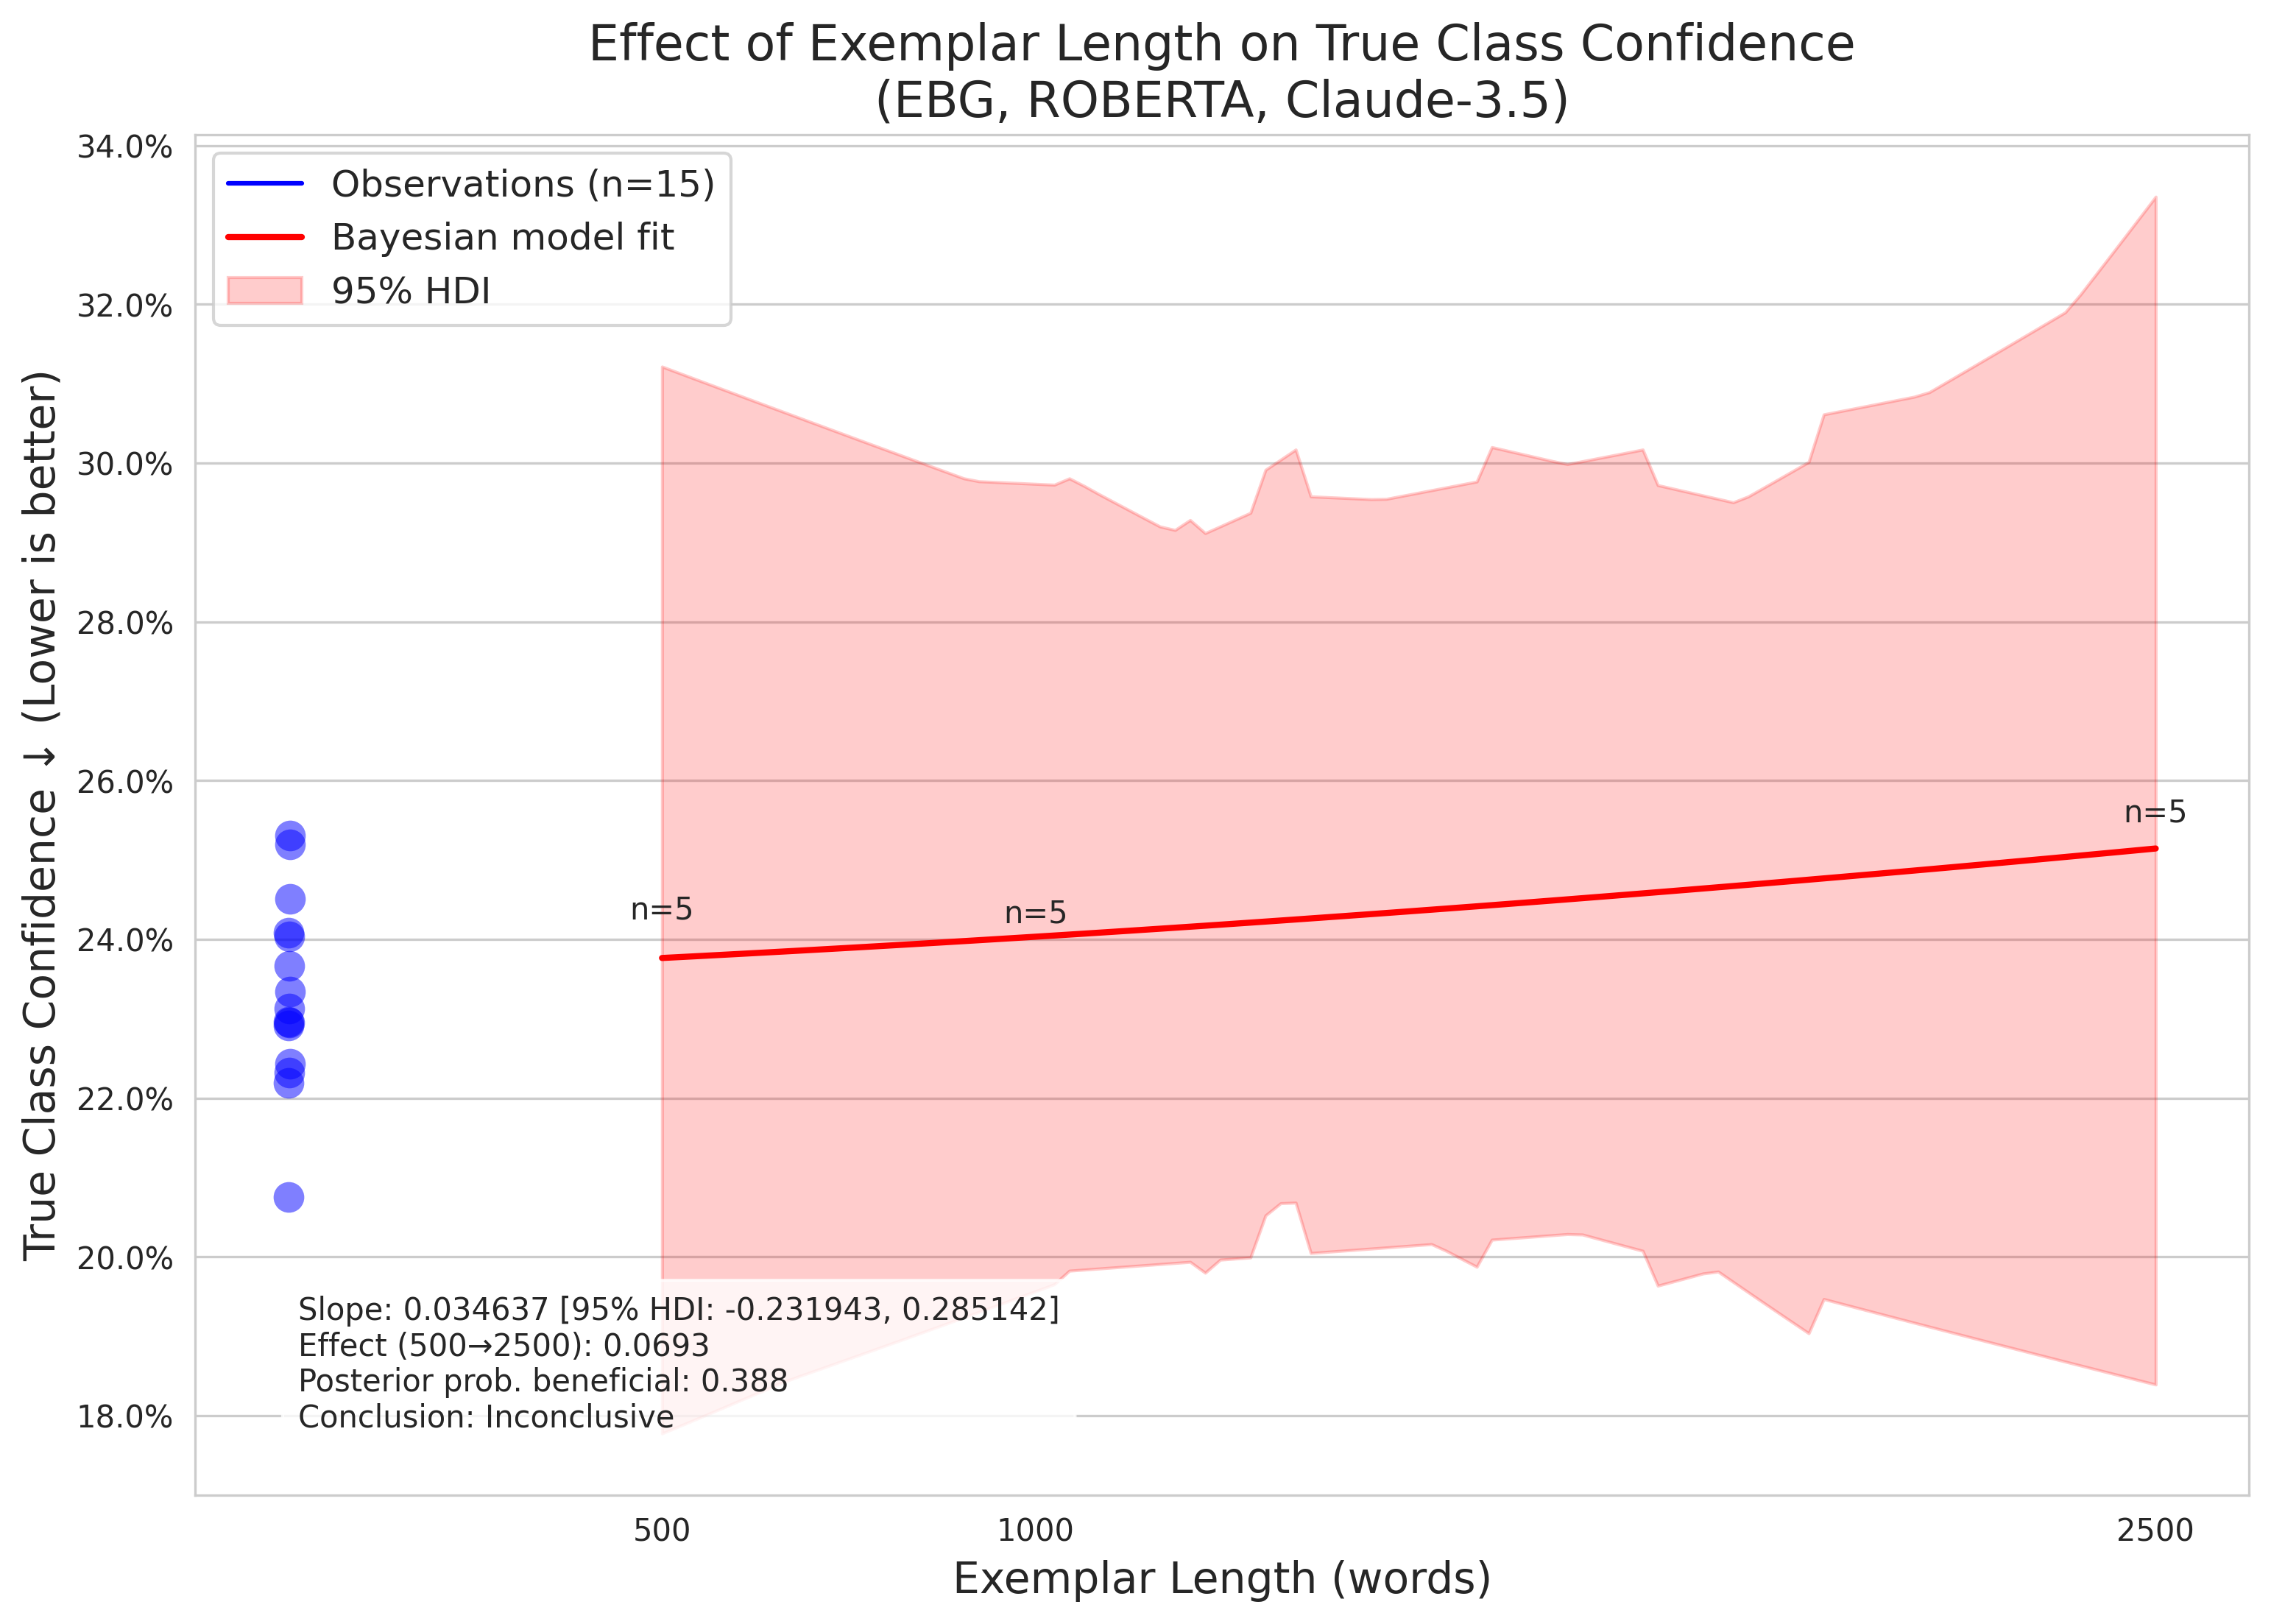 Effect of Exemplar Length on True Class Confidence
(EBG, ROBERTA, Claude-3.5)
True Class Confidence ↓ (Lower is better)
34.0%
32.0%
30.0%
28.0%
26.0%
24.0%
22.0%
20.0%
18.0%
Observations (n=15)
Bayesian model fit
95% HDI
n=5
n=5
n=5
Slope: 0.034637 [95% HDI: -0.231943, 0.285142]
Effect (500→2500): 0.0693
Posterior prob. beneficial: 0.388
Conclusion: Inconclusive
500
1000
2500
Exemplar Length (words)